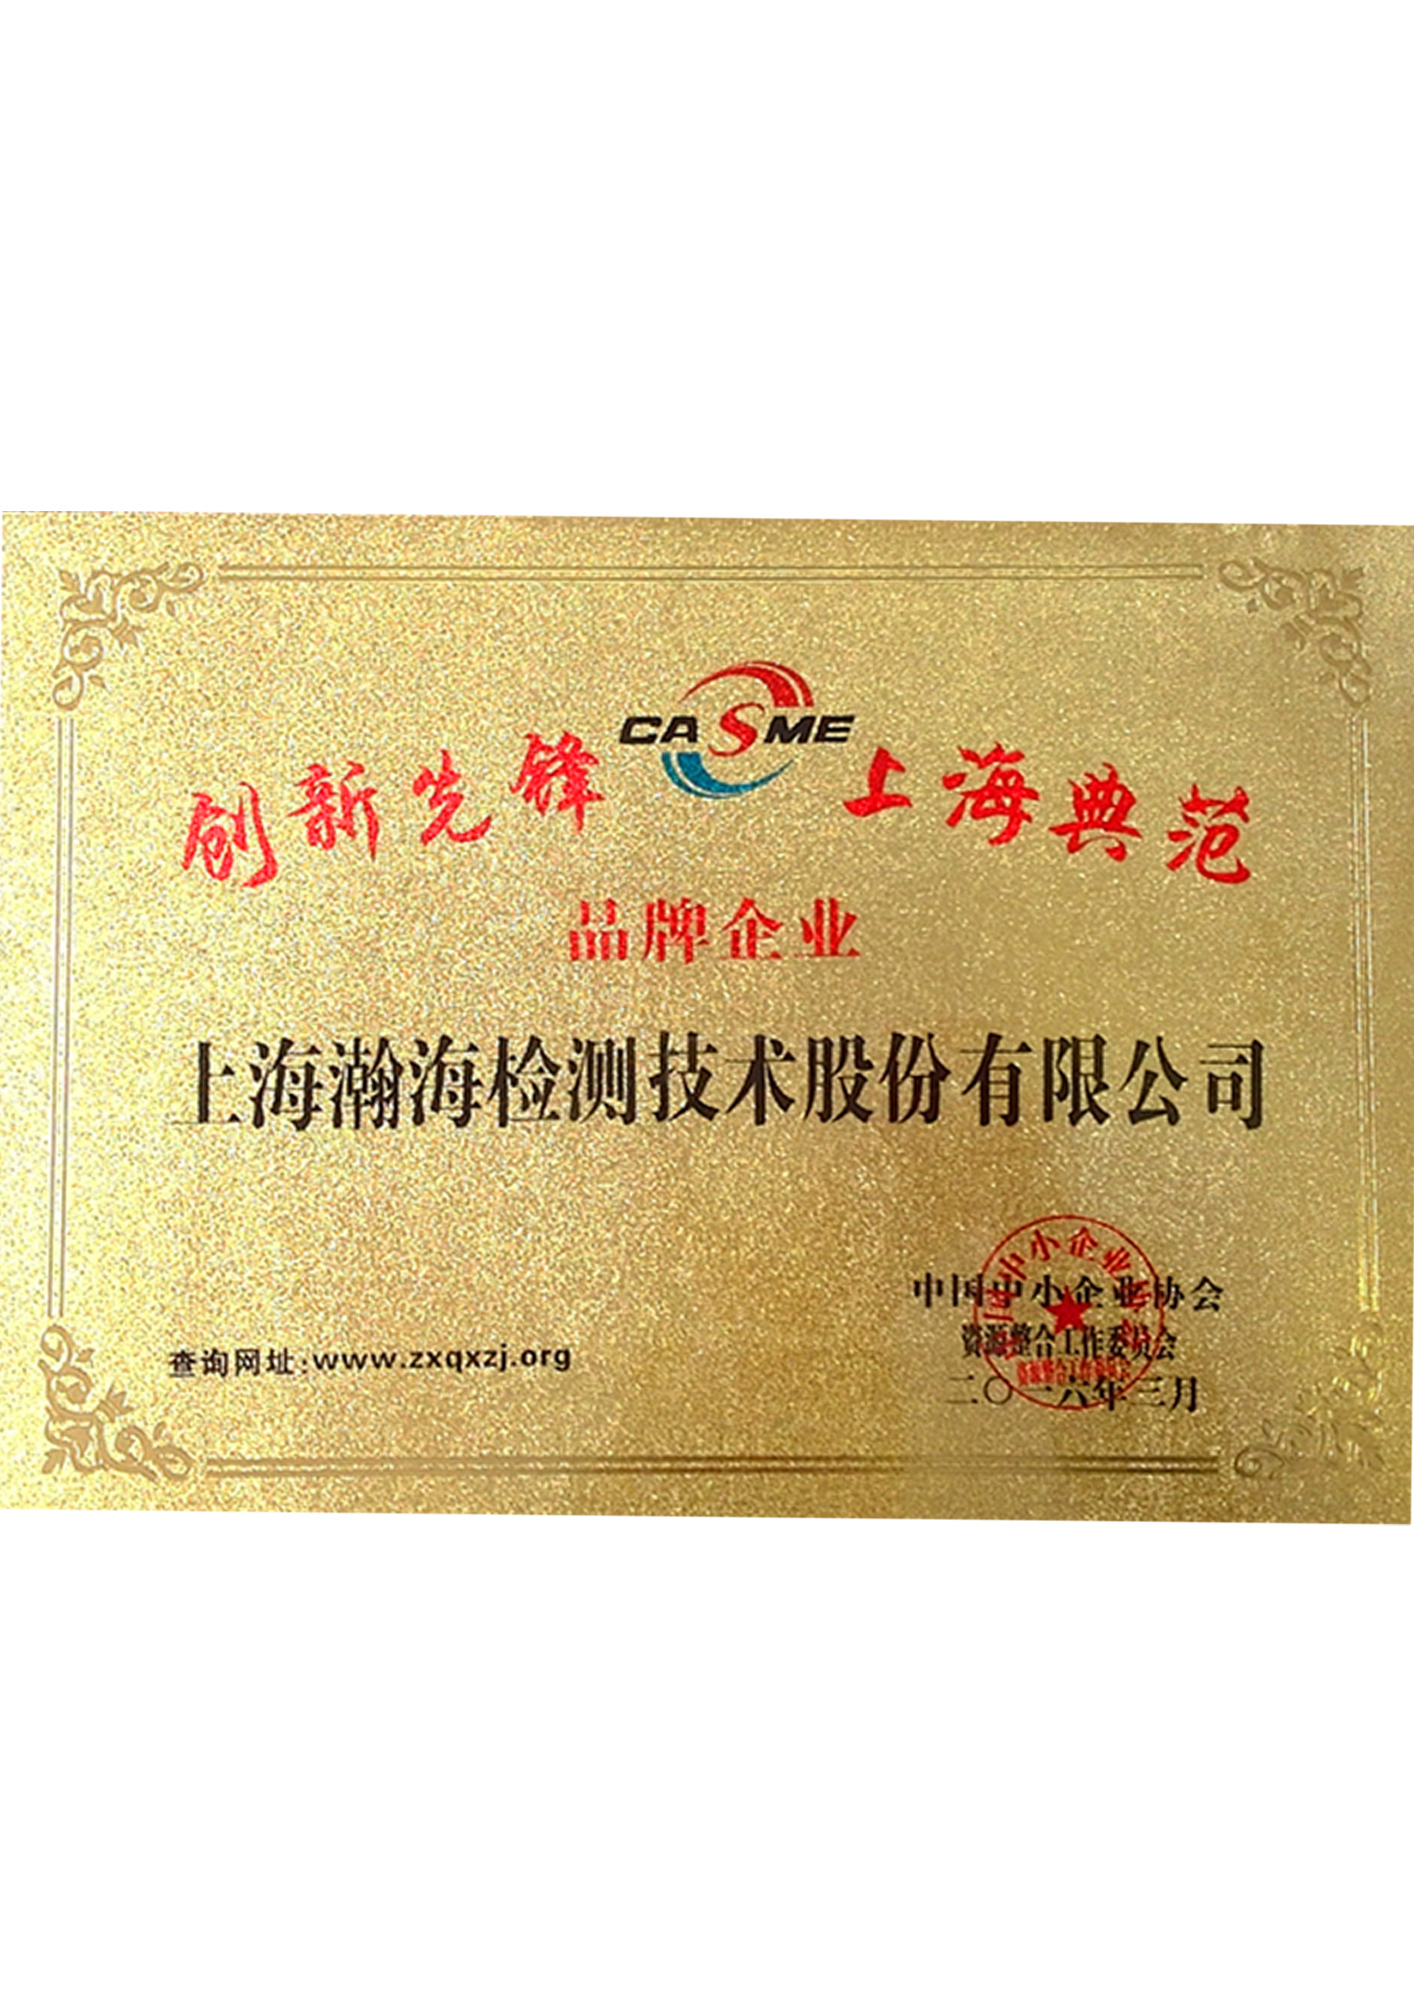 CASME
创新先锋 上海典范
品牌企业
上海瀚海检测技术股份有限公司
中国中小企业协会
资源整合工作委员会
查询网址:www.zxqxzj.org
二〇一六年三月